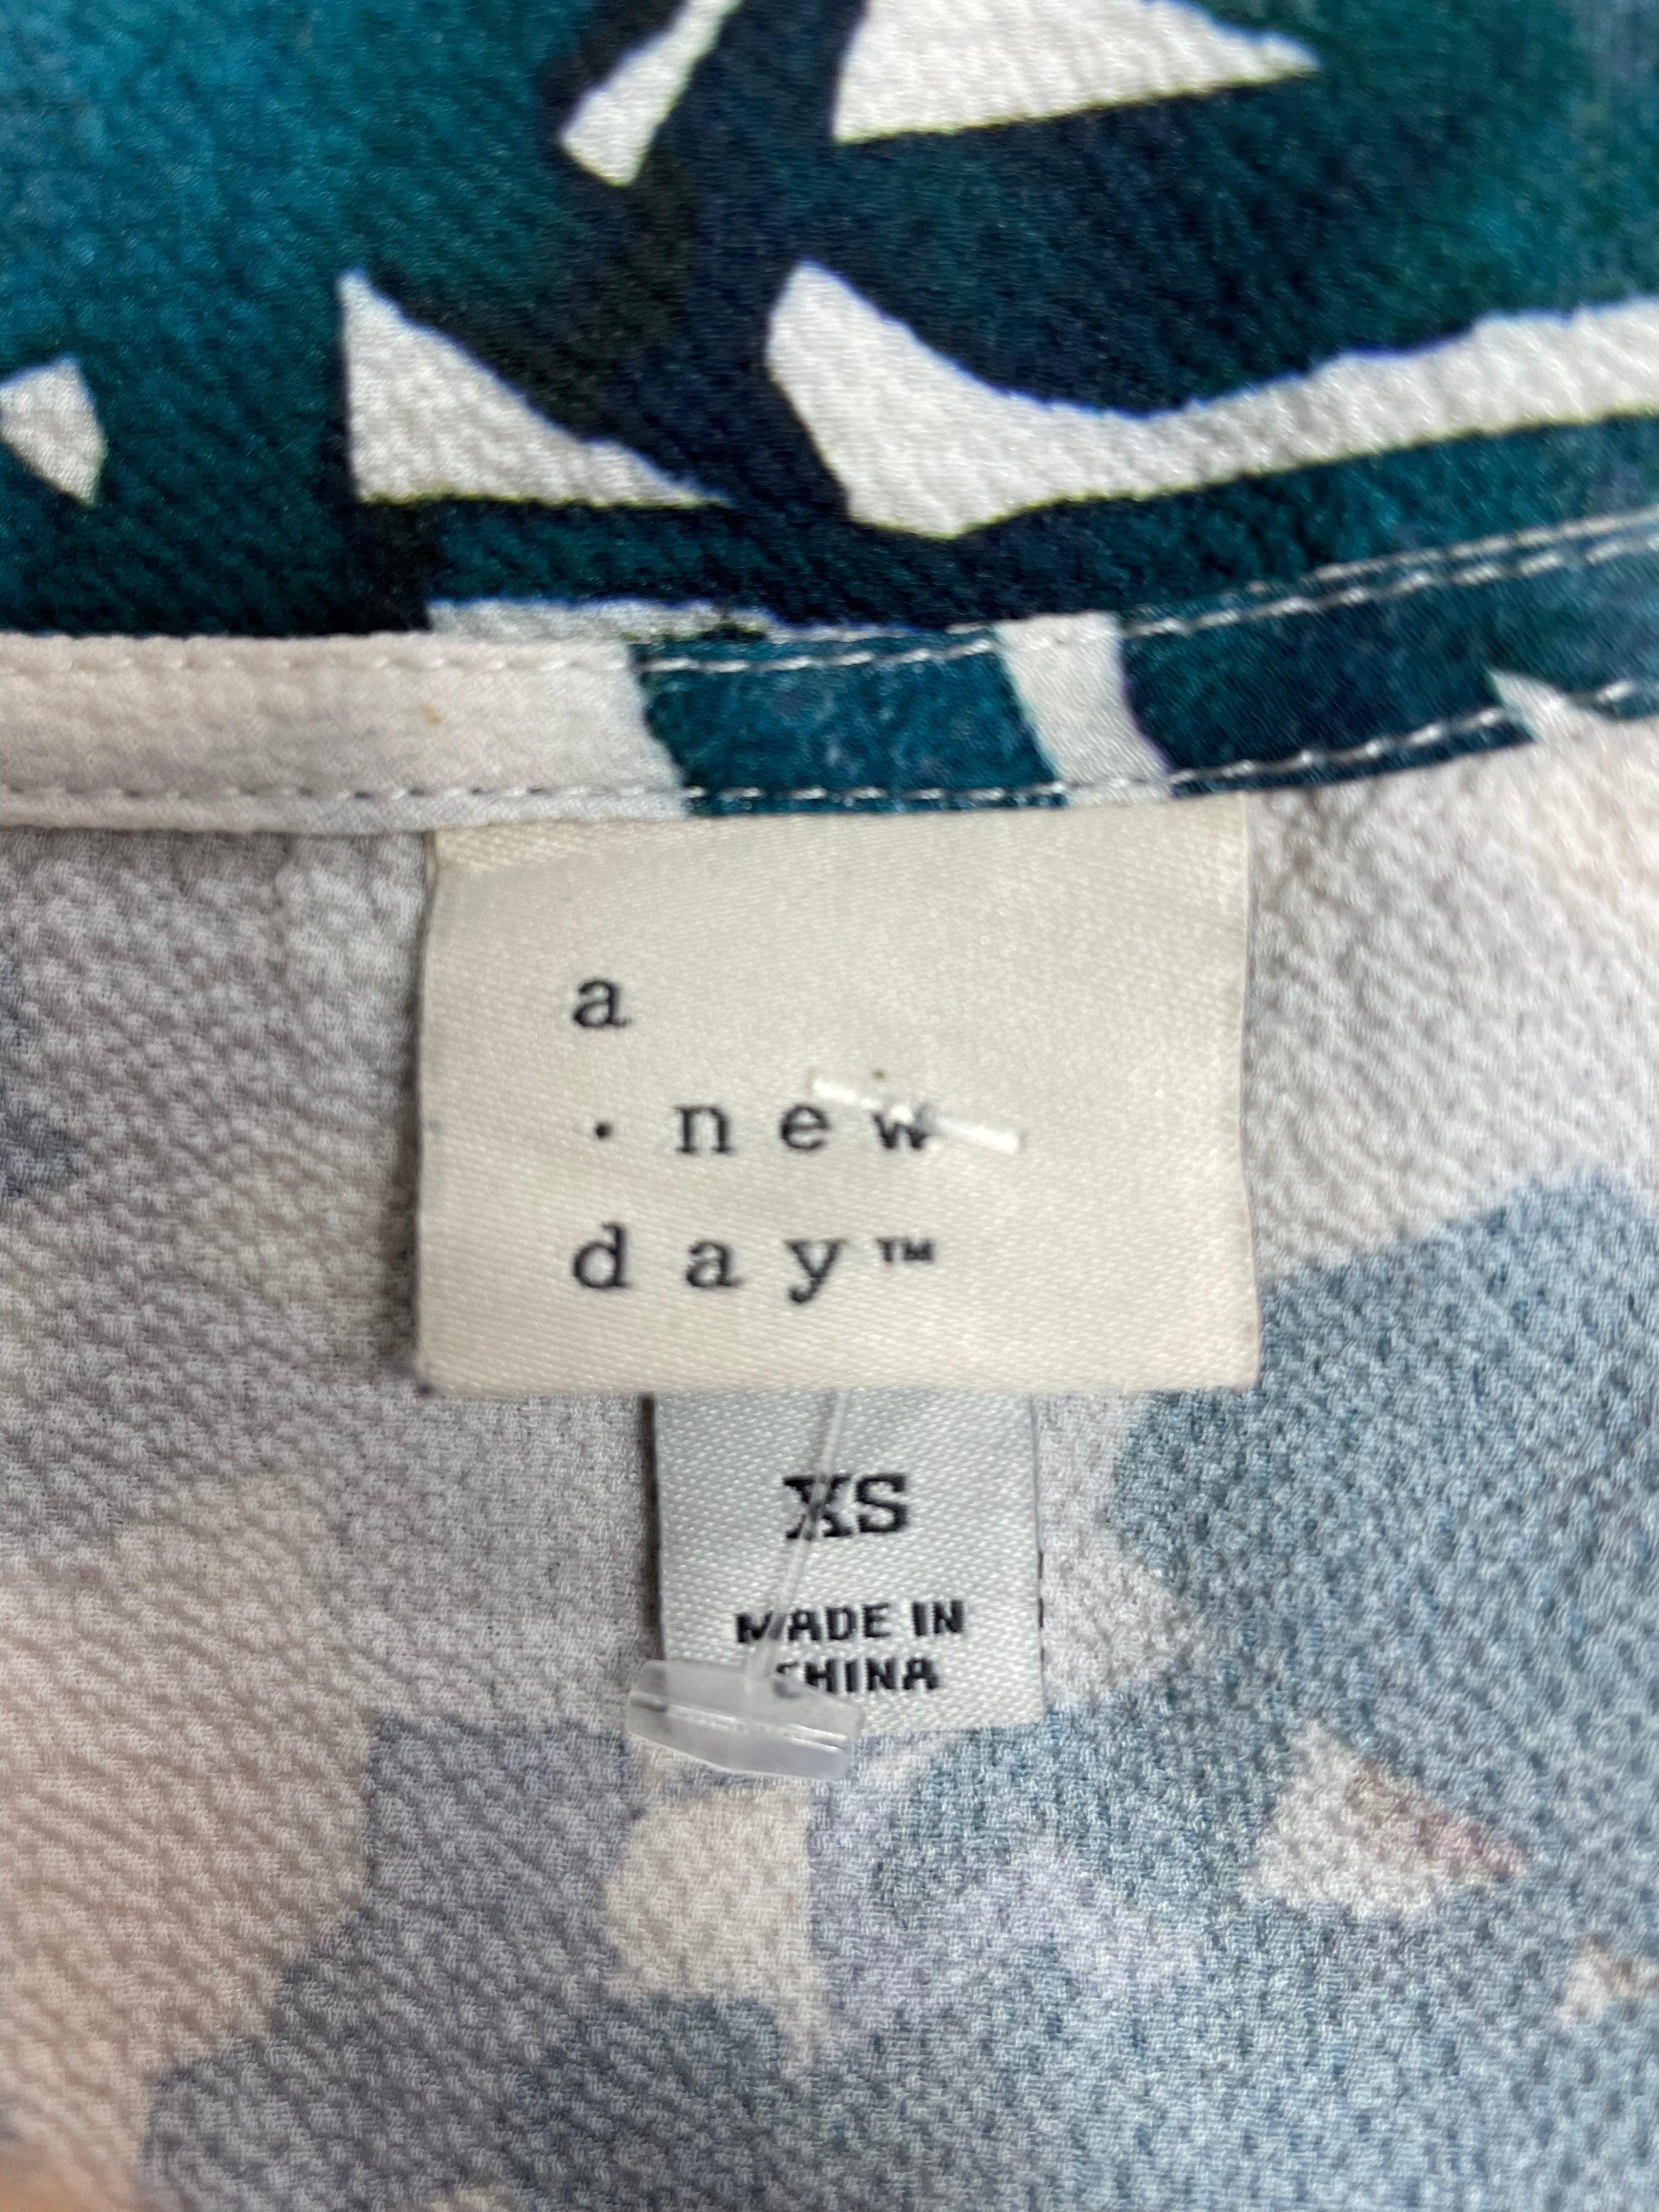 a
· new
day™
XS
MADE IN
CHINA